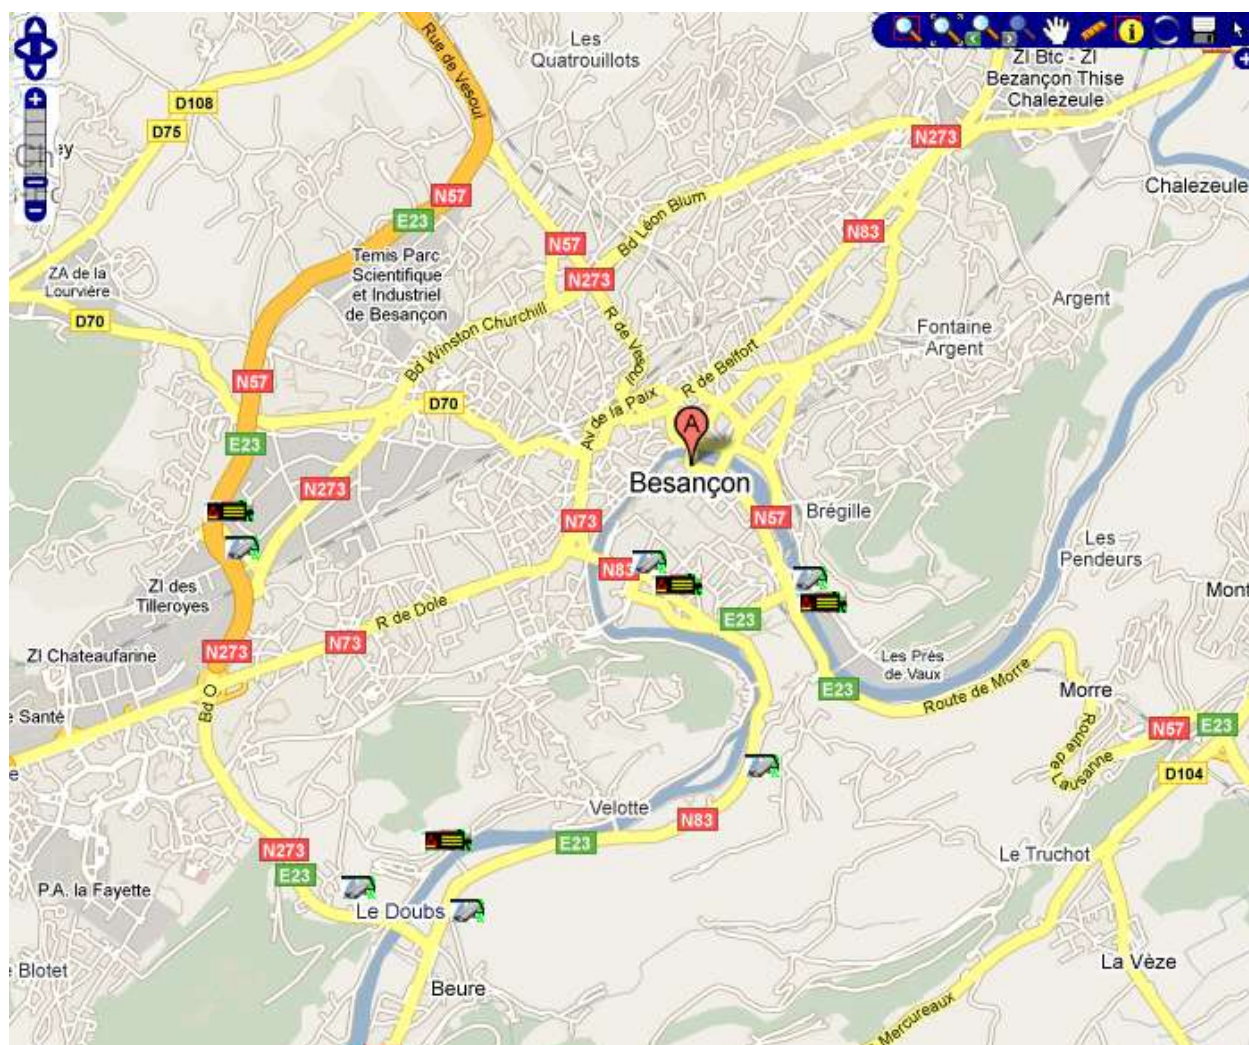 Les
Quatrouillots
Rue de Vesoul
ZI Btc - ZI
Bezançon Thise
Chalezeule
D108
D75
N273
Chalezeule
N57
E23
Bd Léon Blum
N83
N57
Temis Parc
Scientifique
et Industriel
de Besançon
ZA de la
Lourvière
N273
Argent
D70
Bd Winston Churchill
R de Vesoul
Fontaine
Argent
R de Belfort
N57
D70
Av de la Paix
A
E23
Besançon
N273
Brégille
N73
N57
Les
Pendeurs
N83
ZI des
Tilleroyes
Mont
R de Dole
E23
N273
N73
ZI Chateaufarine
Les Prés
de Vaux
E23
Route de Morre
Morre
Bd O
e Santé
Route de
Lausanne
N57
E23
D104
Velotte
N83
E23
N273
Le Truchot
E23
P.A. la Fayette
Le Doubs
La Vèze
Blotet
Beure
Mercureaux